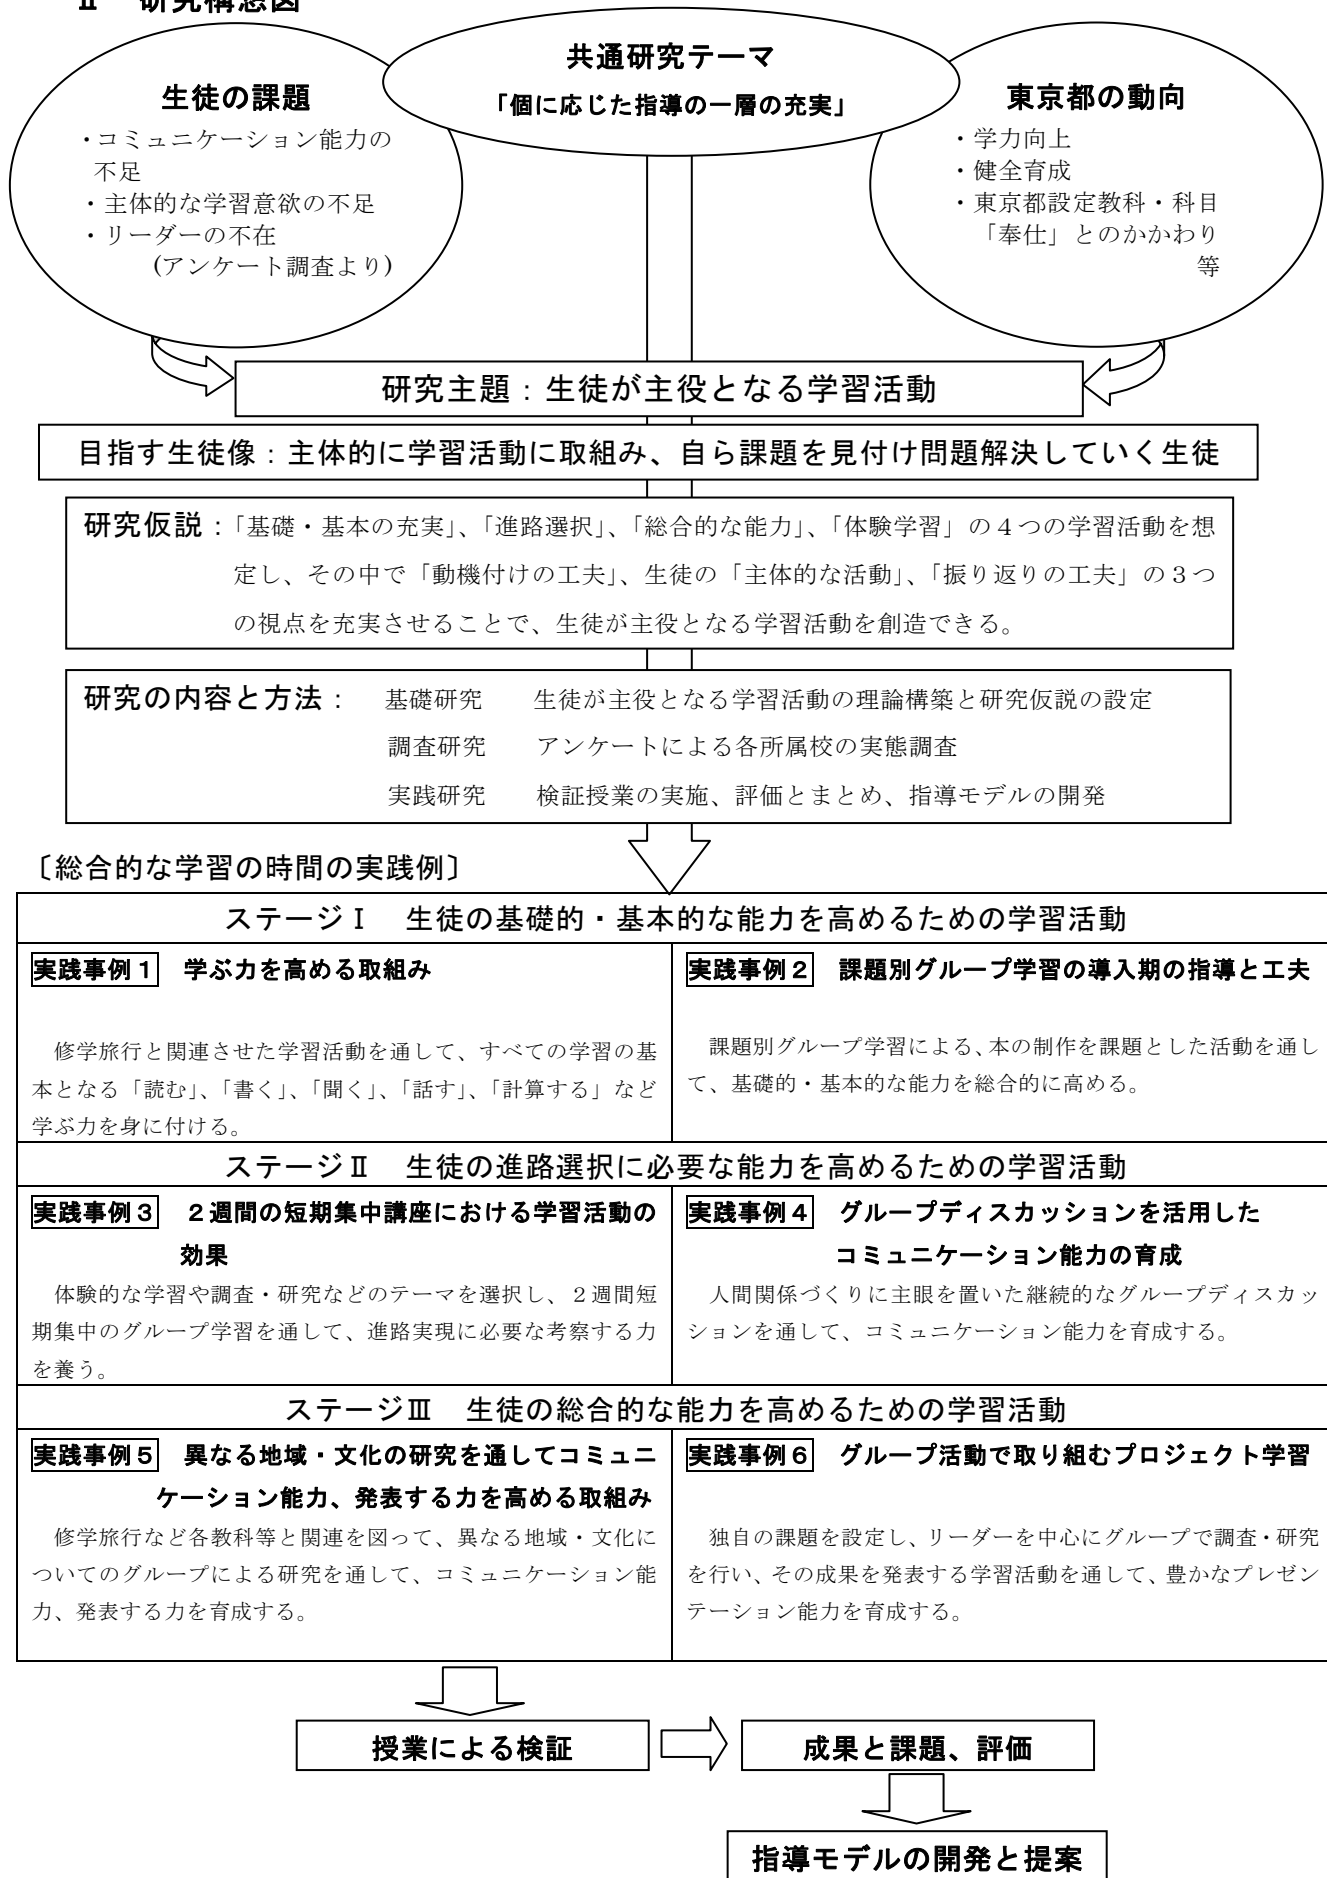 Ⅱ 研究構想図
共通研究テーマ
「個に応じた指導の一層の充実」
生徒の課題
・コミュニケーション能力の
不足
・主体的な学習意欲の不足
・リーダーの不在
(アンケート調査より)
東京都の動向
・学力向上
・健全育成
・東京都設定教科・科目
「奉仕」とのかかわり
等
研究主題：生徒が主役となる学習活動
目指す生徒像：主体的に学習活動に取組み、自ら課題を見付け問題解決していく生徒
研究仮説：「基礎・基本の充実」、「進路選択」、「総合的な能力」、「体験学習」の４つの学習活動を想
定し、その中で「動機付けの工夫」、生徒の「主体的な活動」、「振り返りの工夫」の３つ
の視点を充実させることで、生徒が主役となる学習活動を創造できる。
研究の内容と方法： 基礎研究 生徒が主役となる学習活動の理論構築と研究仮説の設定
調査研究 アンケートによる各所属校の実態調査
実践研究 検証授業の実施、評価とまとめ、指導モデルの開発
〔総合的な学習の時間の実践例〕
ステージⅠ 生徒の基礎的・基本的な能力を高めるための学習活動
実践事例１ 学ぶ力を高める取組み
修学旅行と関連させた学習活動を通して、すべての学習の基
本となる「読む」、「書く」、「聞く」、「話す」、「計算する」など
学ぶ力を身に付ける。
実践事例２ 課題別グループ学習の導入期の指導と工夫
課題別グループ学習による、本の制作を課題とした活動を通し
て、基礎的・基本的な能力を総合的に高める。
ステージⅡ 生徒の進路選択に必要な能力を高めるための学習活動
実践事例３ ２週間の短期集中講座における学習活動の
効果
体験的な学習や調査・研究などのテーマを選択し、２週間短
期集中のグループ学習を通して、進路実現に必要な考察する力
を養う。
実践事例４ グループディスカッションを活用した
コミュニケーション能力の育成
人間関係づくりに主眼を置いた継続的なグループディスカッ
ションを通して、コミュニケーション能力を育成する。
ステージⅢ 生徒の総合的な能力を高めるための学習活動
実践事例５ 異なる地域・文化の研究を通してコミュニ
ケーション能力、発表する力を高める取組み
修学旅行など各教科等と関連を図って、異なる地域・文化に
ついてのグループによる研究を通して、コミュニケーション能
力、発表する力を育成する。
実践事例６ グループ活動で取り組むプロジェクト学習
独自の課題を設定し、リーダーを中心にグループで調査・研究
を行い、その成果を発表する学習活動を通して、豊かなプレゼン
テーション能力を育成する。
授業による検証
成果と課題、評価
指導モデルの開発と提案